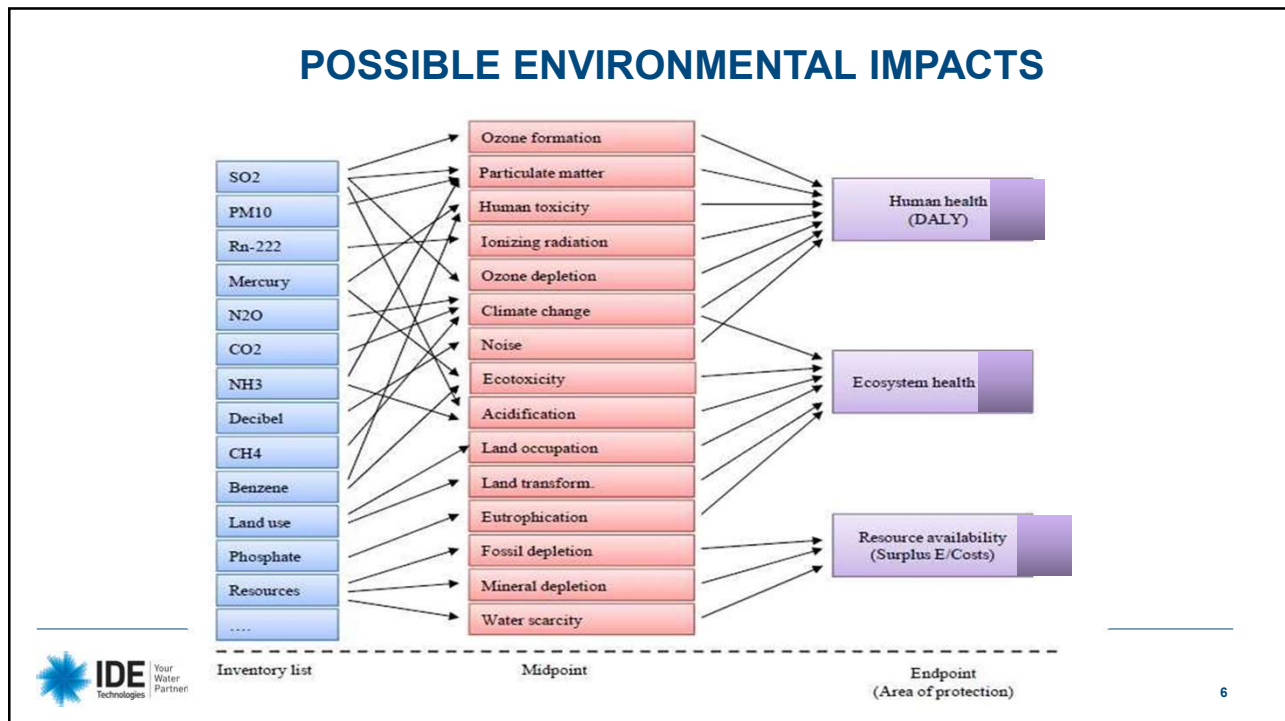 POSSIBLE ENVIRONMENTAL IMPACTS
SO2
PM10
Rn-222
Mercury
N2O
CO2
NH3
Decibel
CH4
Benzene
Land use
Phosphate
Resources
....
Ozone formation
Particulate matter
Human toxicity
Ionizing radiation
Ozone depletion
Climate change
Noise
Ecotoxicity
Acidification
Land occupation
Land transform.
Eutrophication
Fossil depletion
Mineral depletion
Water scarcity
Human health
(DALY)
Ecosystem health
Resource availability
(Surplus E/Costs)
Inventory list
Midpoint
Endpoint
(Area of protection)
IDE
Technologies
Your
Water
Partner
6